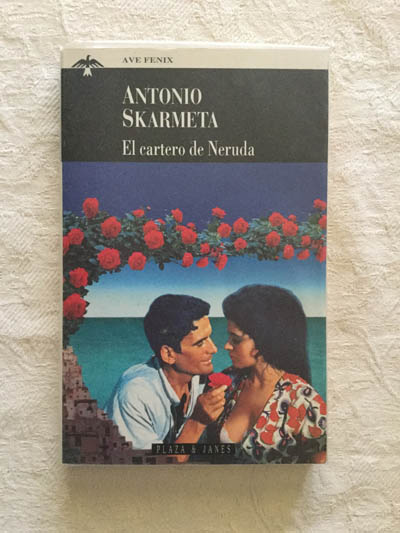 AVE FENIX
ANTONIO
SKARMETA
El cartero de Neruda
PLAZA & JANES